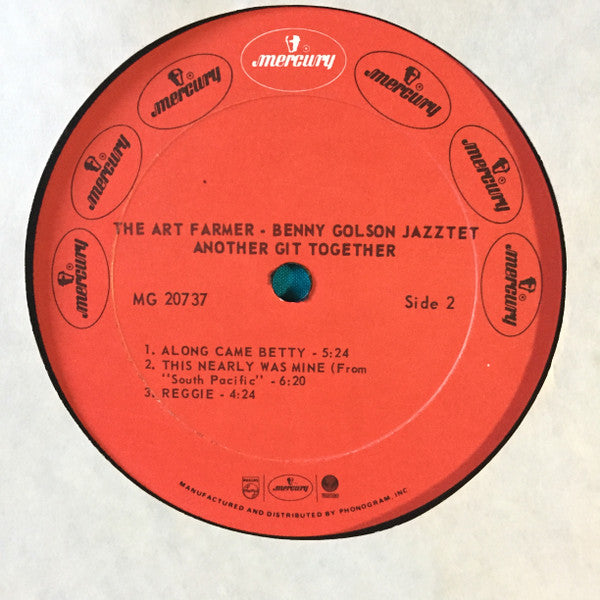 mercury
mercury
mercury
mercury
mercury
mercury
mercury
THE ART FARMER - BENNY GOLSON JAZZTET
ANOTHER GIT TOGETHER
MG 20737 Side 2
1. ALONG CAME BETTY - 5:24
2. THIS NEARLY WAS MINE (From
"South Pacific" - 6:20
3. REGGIE - 4:24
PHILIPS mercury
MANUFACTURED AND DISTRIBUTED BY PHONOGRAM, INC.